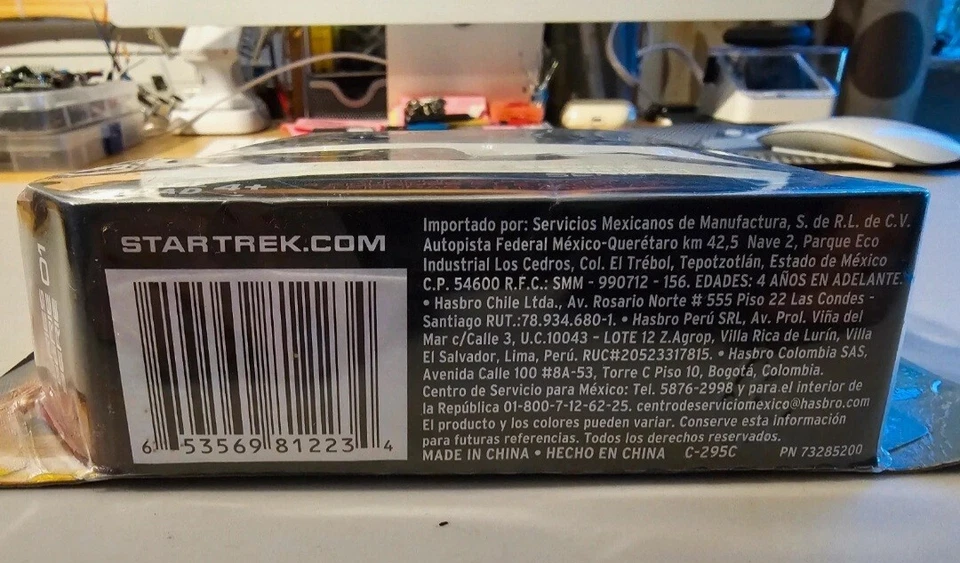 4+
STARTREK.COM
6 53569 81223 4
Importado por: Servicios Mexicanos de Manufactura, S. de R.L. de C.V.
Autopista Federal México-Querétaro km 42,5 Nave 2, Parque Eco
Industrial Los Cedros, Col. El Trébol, Tepotzotlán, Estado de México
C.P. 54600 R.F.C.: SMM - 990712 - 156. EDADES: 4 AÑOS EN ADELANTE.
• Hasbro Chile Ltda., Av. Rosario Norte # 555 Piso 22 Las Condes -
Santiago RUT.:78.934.680-1. • Hasbro Perú SRL, Av. Prol. Viña del
Mar c/Calle 3, U.C.10043 - LOTE 12 Z.Agrop, Villa Rica de Lurín, Villa
El Salvador, Lima, Perú. RUC#20523317815. • Hasbro Colombia SAS,
Avenida Calle 100 #8A-53, Torre C Piso 10, Bogotá, Colombia.
Centro de Servicio para México: Tel. 5876-2998 y para el interior de
la República 01-800-7-12-62-25. centrodeserviciomexico@hasbro.com
El producto y los colores pueden variar. Conserve esta información
para futuras referencias. Todos los derechos reservados.
MADE IN CHINA • HECHO EN CHINA C-295C PN 73285200
SERIES 01